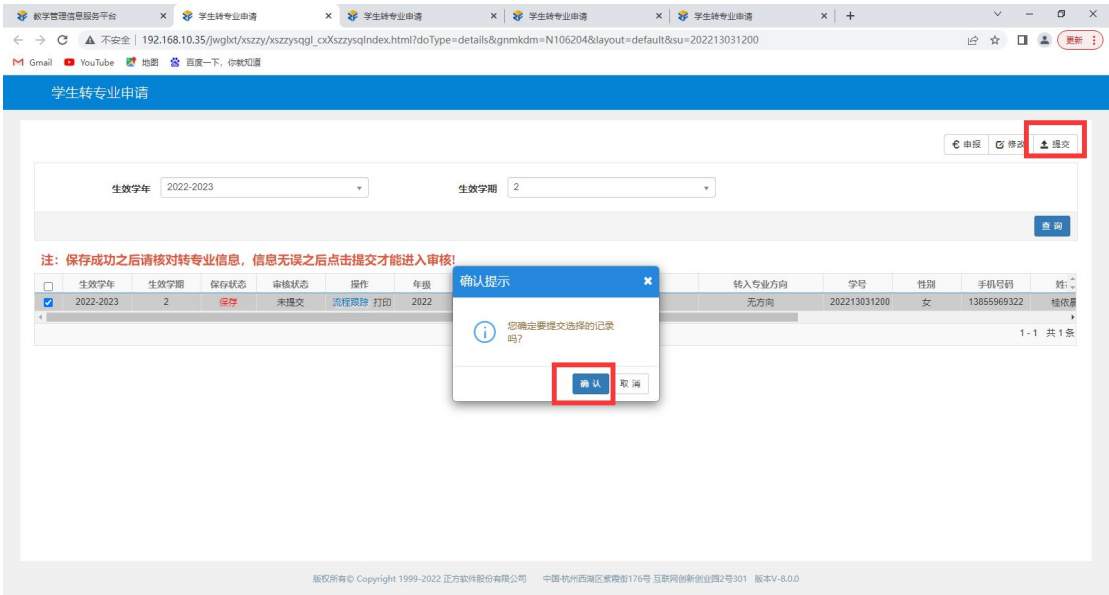 教学管理信息服务平台 × 学生转专业申请 × 学生转专业申请 × 学生转专业申请 × 学生转专业申请 × +
不安全 | 192.168.10.35/jwglxt/xszzy/xszzysqgl_cxXszzysqIndex.html?doType=details&gnmkdm=N106204&layout=default&su=202213031200 更新
Gmail YouTube 地图 百度一下,你就知道
学生转专业申请
申报 修改 提交
生效学年 2022-2023 生效学期 2
查 询
注:保存成功之后请核对转专业信息,信息无误之后点击提交才能进入审核!
生效学年 生效学期 保存状态 审核状态 操作 年级 转入专业方向 学号 性别 手机号码 姓
2022-2023 2 保存 未提交 流程跟踪 打印 2022 无方向 202213031200 女 13855969322 桂依
1 - 1 共 1 条
确认提示 ×
您确定要提交选择的记录
吗?
确 认 取 消
版权所有© Copyright 1999-2022 正方软件股份有限公司 中国·杭州西湖区紫霞街176号 互联网创新创业园2号301 版本V-8.0.0